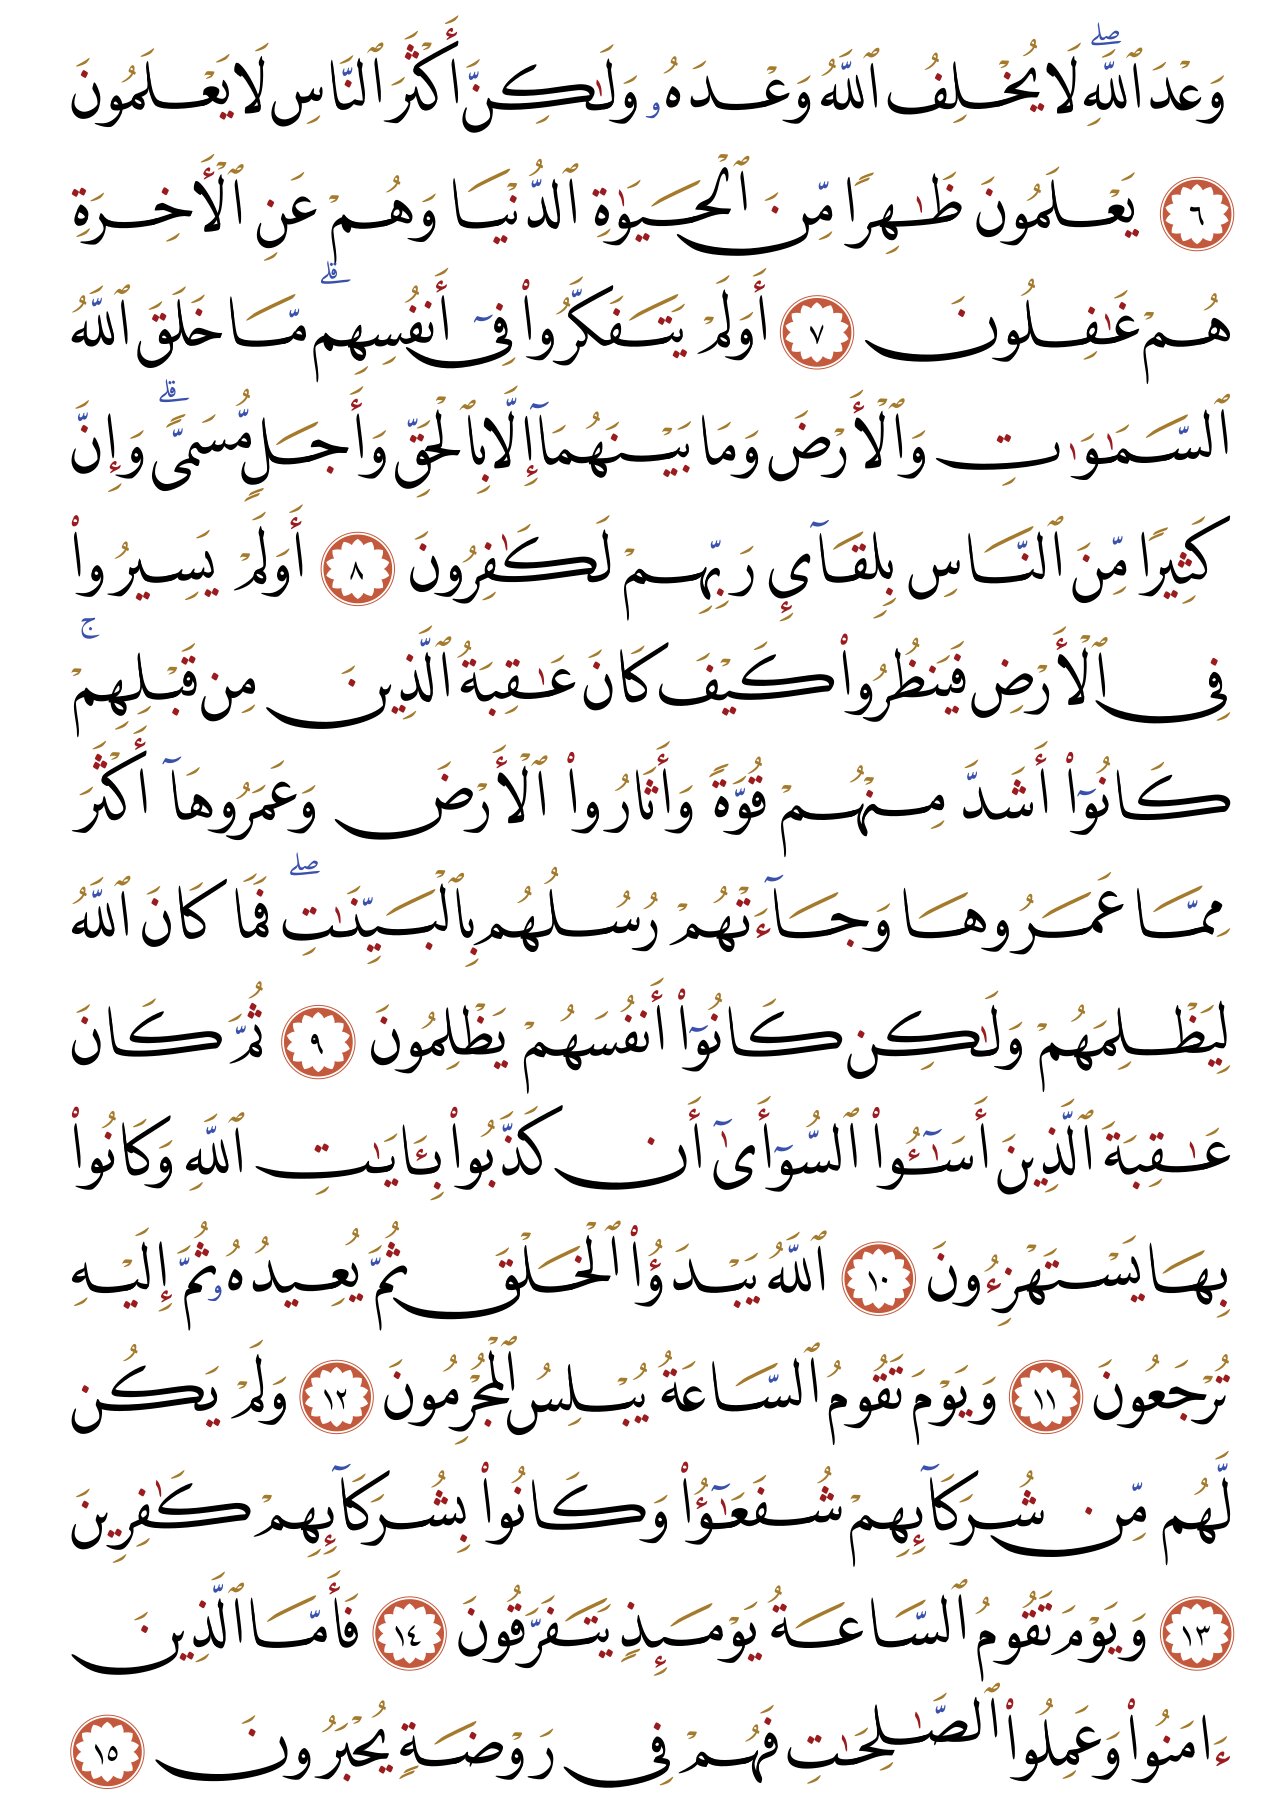 وَعْدَ ٱللَّهِ ۖ لَا يُخْلِفُ ٱللَّهُ وَعْدَهُۥ وَلَٰكِنَّ أَكْثَرَ ٱلنَّاسِ لَا يَعْلَمُونَ
٦ يَعْلَمُونَ ظَٰهِرًا مِّنَ ٱلْحَيَوٰةِ ٱلدُّنْيَا وَهُمْ عَنِ ٱلْأَخِرَةِ
هُمْ غَٰفِلُونَ ٧ أَوَلَمْ يَتَفَكَّرُوا۟ فِىٓ أَنفُسِهِم ۗ مَّا خَلَقَ ٱللَّهُ
ٱلسَّمَٰوَٰتِ وَٱلْأَرْضَ وَمَا بَيْنَهُمَآ إِلَّا بِٱلْحَقِّ وَأَجَلٍ مُّسَمًّى ۗ وَإِنَّ
كَثِيرًا مِّنَ ٱلنَّاسِ بِلِقَآئِ رَبِّهِمْ لَكَٰفِرُونَ ٨ أَوَلَمْ يَسِيرُوا۟
فِى ٱلْأَرْضِ فَيَنظُرُوا۟ كَيْفَ كَانَ عَٰقِبَةُ ٱلَّذِينَ مِن قَبْلِهِمْ ۚ
كَانُوٓا۟ أَشَدَّ مِنْهُمْ قُوَّةً وَأَثَارُوا۟ ٱلْأَرْضَ وَعَمَرُوهَآ أَكْثَرَ
مِمَّا عَمَرُوهَا وَجَآءَتْهُمْ رُسُلُهُم بِٱلْبَيِّنَٰتِ ۖ فَمَا كَانَ ٱللَّهُ
لِيَظْلِمَهُمْ وَلَٰكِن كَانُوٓا۟ أَنفُسَهُمْ يَظْلِمُونَ ٩ ثُمَّ كَانَ
عَٰقِبَةَ ٱلَّذِينَ أَسَٰٓـُٔوا۟ ٱلسُّوٓأَىٰٓ أَن كَذَّبُوا۟ بِـَٔايَٰتِ ٱللَّهِ وَكَانُوا۟
بِهَا يَسْتَهْزِءُونَ ١٠ ٱللَّهُ يَبْدَؤُا۟ ٱلْخَلْقَ ثُمَّ يُعِيدُهُۥ ثُمَّ إِلَيْهِ
تُرْجَعُونَ ١١ وَيَوْمَ تَقُومُ ٱلسَّاعَةُ يُبْلِسُ ٱلْمُجْرِمُونَ ١٢ وَلَمْ يَكُن
لَّهُم مِّن شُرَكَآئِهِمْ شُفَعَٰٓؤُا۟ وَكَانُوا۟ بِشُرَكَآئِهِمْ كَٰفِرِينَ
١٣ وَيَوْمَ تَقُومُ ٱلسَّاعَةُ يَوْمَئِذٍ يَتَفَرَّقُونَ ١٤ فَأَمَّا ٱلَّذِينَ
ءَامَنُوا۟ وَعَمِلُوا۟ ٱلصَّٰلِحَٰتِ فَهُمْ فِى رَوْضَةٍ يُحْبَرُونَ ١٥